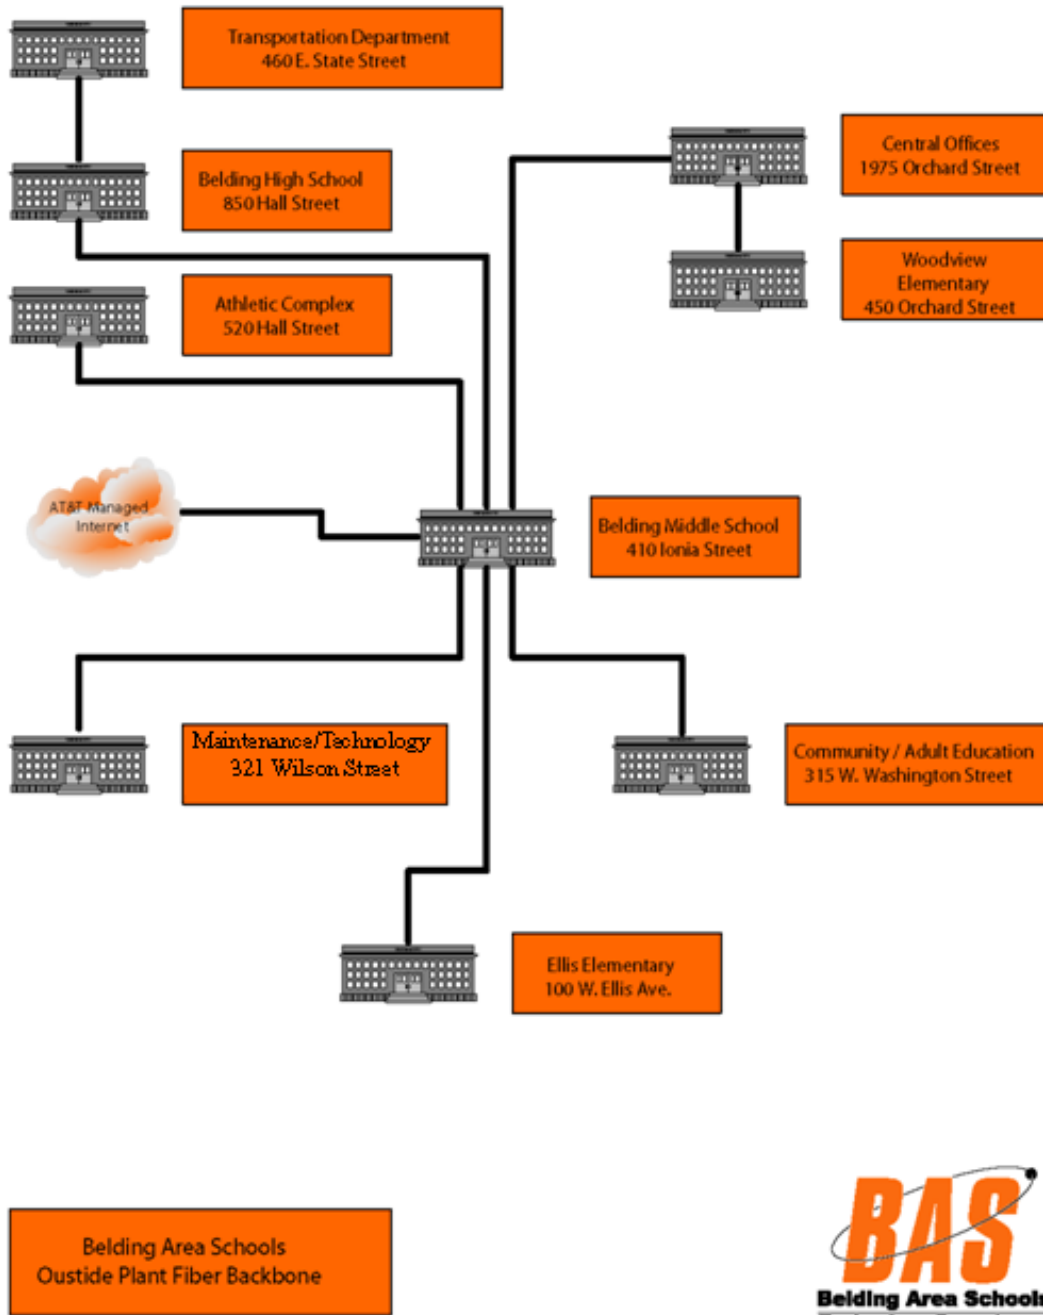 Transportation Department
460 E. State Street
Belding High School
850 Hall Street
Athletic Complex
520 Hall Street
Central Offices
1975 Orchard Street
Woodview
Elementary
450 Orchard Street
AT&T Managed
Internet
Belding Middle School
410 Ionia Street
Maintenance/Technology
321 Wilson Street
Community / Adult Education
315 W. Washington Street
Ellis Elementary
100 W. Ellis Ave.
Belding Area Schools
Oustide Plant Fiber Backbone
BAS
Belding Area Schools